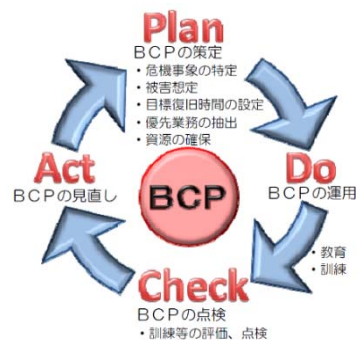 Plan
BCPの策定
・危機事象の特定
・被害想定
・目標復旧時間の設定
・優先業務の抽出
・資源の確保
Act
BCPの見直し
BCP
Do
BCPの運用
・教育
・訓練
Check
BCPの点検
・訓練等の評価、点検